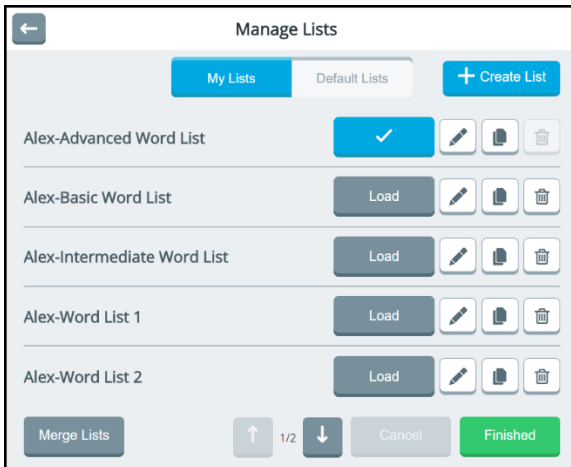 Manage Lists
My Lists Default Lists + Create List
Alex-Advanced Word List
Alex-Basic Word List Load
Alex-Intermediate Word List Load
Alex-Word List 1 Load
Alex-Word List 2 Load
Merge Lists 1/2 Cancel Finished